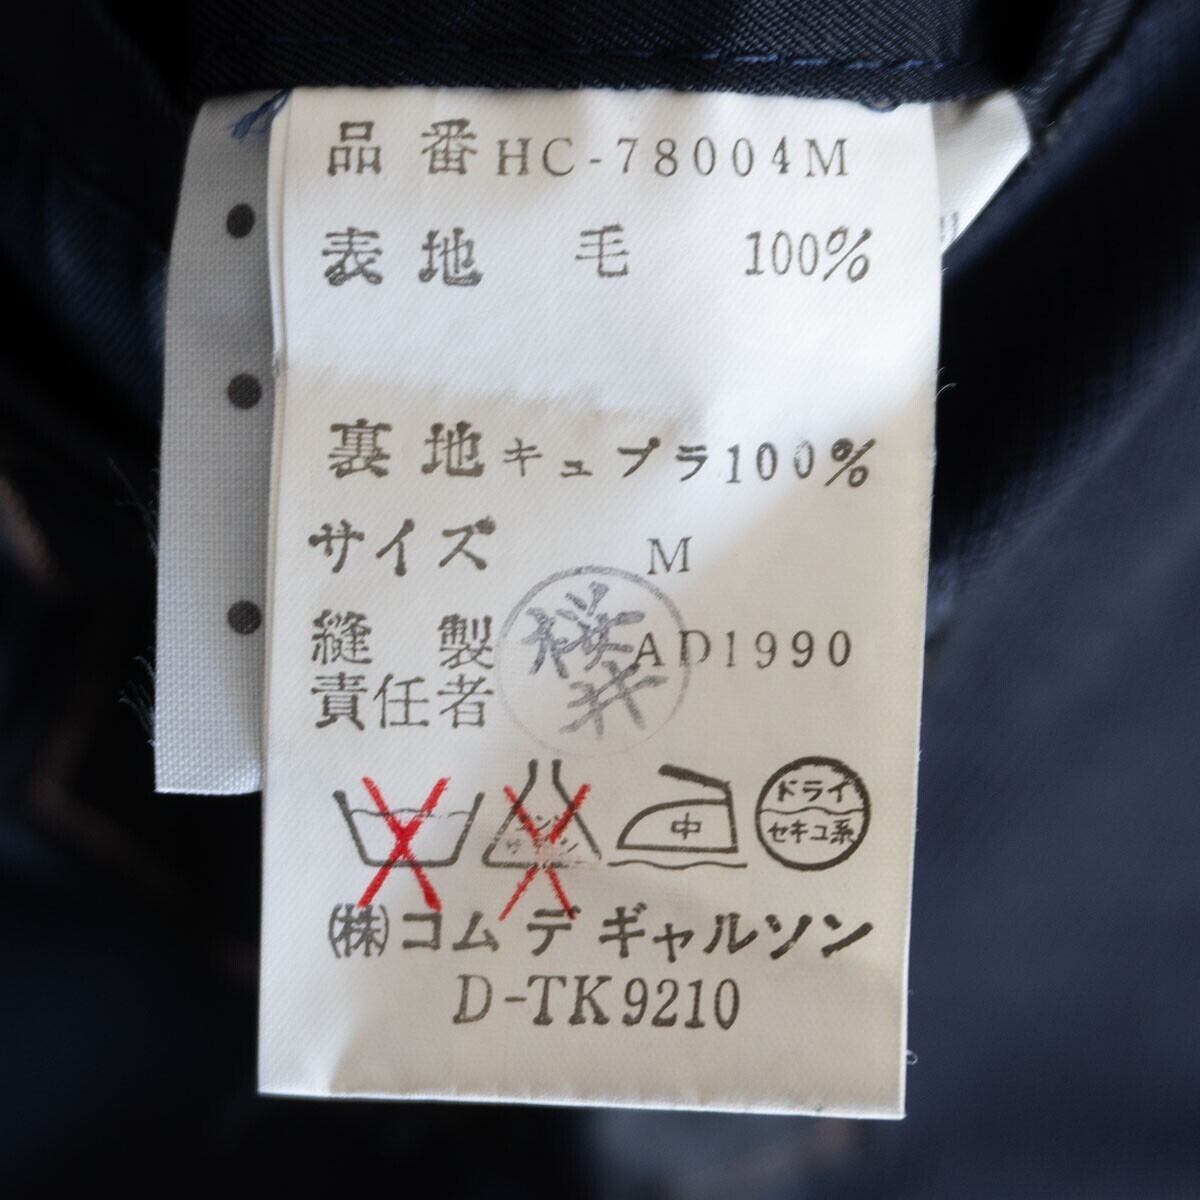 品番 HC-78004M
表地 毛 100%
裏地 キュプラ 100%
サイズ M
縫製 AD1990
責任者
桜井
中
ドライ
セキユ系
㈱コム デ ギャルソン
D-TK9210